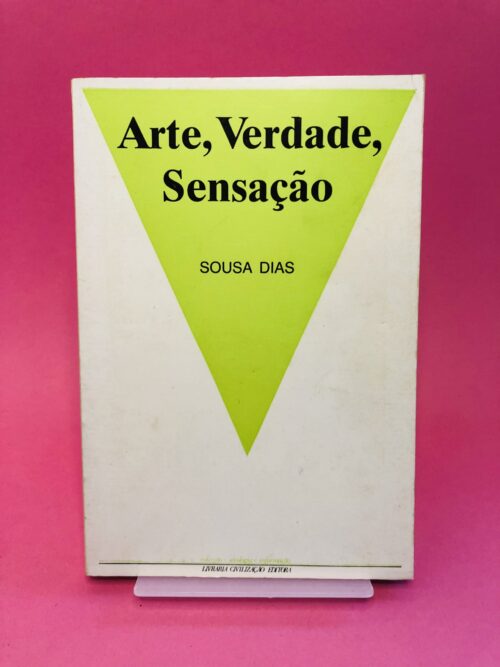 Arte, Verdade,
Sensação
SOUSA DIAS
LIVRARIA CIVILIZAÇÃO EDITORA